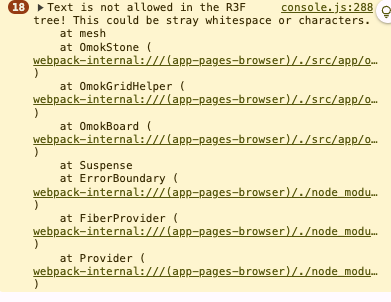 18 ▶Text is not allowed in the R3F console.js:288
tree! This could be stray whitespace or characters.
at mesh
at OmokStone (
webpack-internal:///(app-pages-browser)/./src/app/o…
)
at OmokGridHelper (
webpack-internal:///(app-pages-browser)/./src/app/o…
)
at OmokBoard (
webpack-internal:///(app-pages-browser)/./src/app/o…
)
at Suspense
at ErrorBoundary (
webpack-internal:///(app-pages-browser)/./node_modu…
)
at FiberProvider (
webpack-internal:///(app-pages-browser)/./node_modu…
)
at Provider (
webpack-internal:///(app-pages-browser)/./node_modu…
)